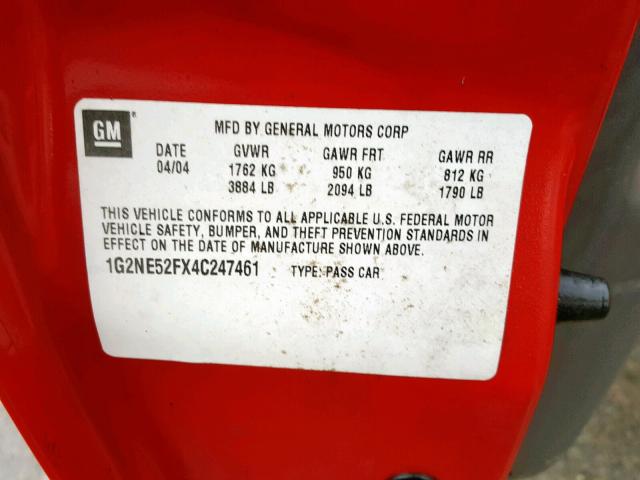 GM ® MFD BY GENERAL MOTORS CORP
DATE GVWR GAWR FRT GAWR RR
04/04 1762 KG 950 KG 812 KG
3884 LB 2094 LB 1790 LB
THIS VEHICLE CONFORMS TO ALL APPLICABLE U.S. FEDERAL MOTOR
VEHICLE SAFETY, BUMPER, AND THEFT PREVENTION STANDARDS IN
EFFECT ON THE DATE OF MANUFACTURE SHOWN ABOVE.
1G2NE52FX4C247461 TYPE: PASS CAR